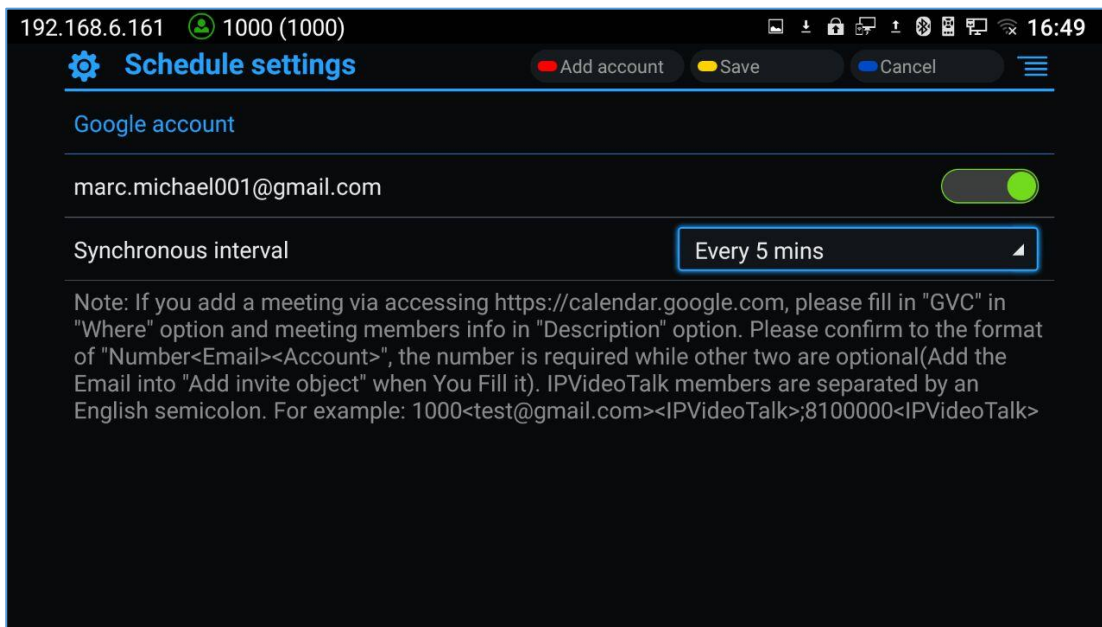 192.168.6.161 1000 (1000) 16:49
Schedule settings Add account Save Cancel
Google account
marc.michael001@gmail.com
Synchronous interval Every 5 mins
Note: If you add a meeting via accessing https://calendar.google.com, please fill in "GVC" in
"Where" option and meeting members info in "Description" option. Please confirm to the format
of "Number<Email><Account>", the number is required while other two are optional(Add the
Email into "Add invite object" when You Fill it). IPVideoTalk members are separated by an
English semicolon. For example: 1000<test@gmail.com><IPVideoTalk>;8100000<IPVideoTalk>